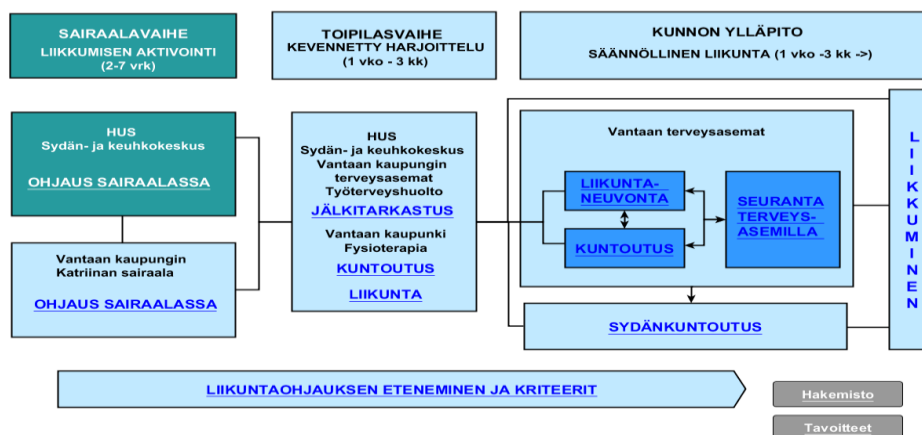 SAIRAALAVAIHE
LIIKKUMISEN AKTIVOINTI
(2-7 vrk)
TOIPILASVAIHE
KEVENNETTY HARJOITTELU
(1 vko - 3 kk)
KUNNON YLLÄPITO
SÄÄNNÖLLINEN LIIKUNTA (1 vko -3 kk ->)
HUS
Sydän- ja keuhkokeskus
OHJAUS SAIRAALASSA
Vantaan kaupungin
Katriinan sairaala
OHJAUS SAIRAALASSA
HUS
Sydän- ja keuhkokeskus
Vantaan kaupungin
terveysasemat
Työterveyshuolto
JÄLKITARKASTUS
Vantaan kaupunki
Fysioterapia
KUNTOUTUS
LIIKUNTA
Vantaan terveysasemat
LIIKUNTA-
NEUVONTA
KUNTOUTUS
SEURANTA
TERVEYS-
ASEMILLA
SYDÄNKUNTOUTUS
LIIKKUMINEN
LIIKUNTAOHJAUKSEN ETENEMINEN JA KRITEERIT
Hakemisto
Tavoitteet